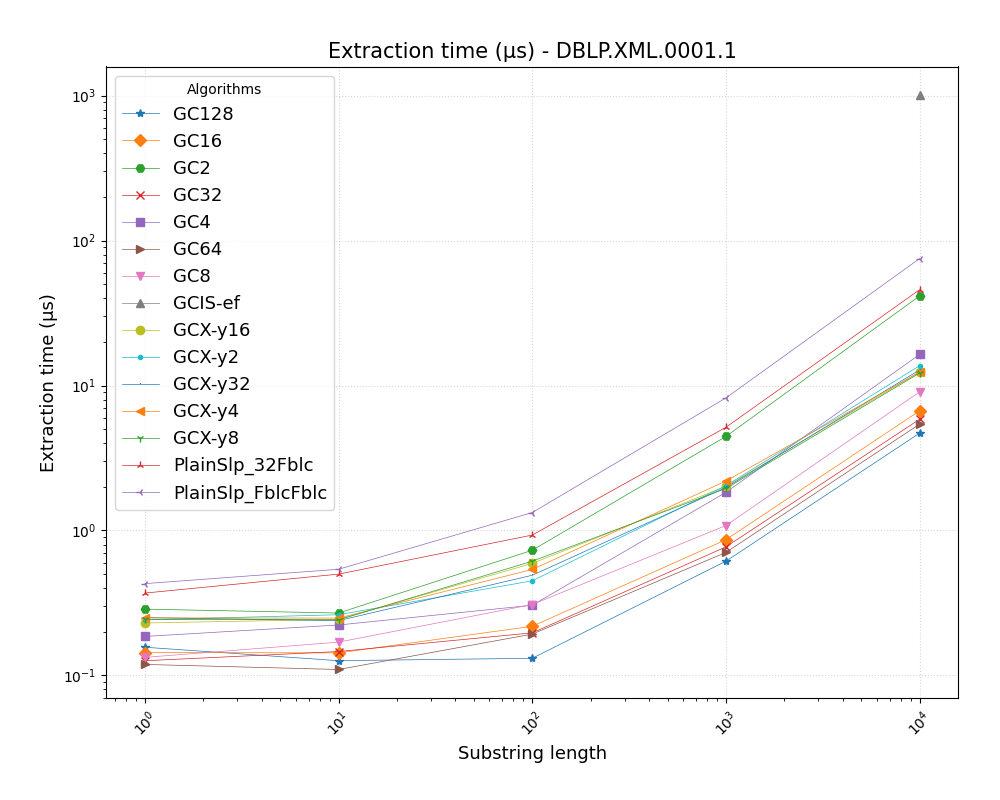 Extraction time (µs) - DBLP.XML.0001.1
Extraction time (µs)
10³
10²
10¹
10⁰
10⁻¹
Algorithms
GC128
GC16
GC2
GC32
GC4
GC64
GC8
GCIS-ef
GCX-y16
GCX-y2
GCX-y32
GCX-y4
GCX-y8
PlainSlp_32Fblc
PlainSlp_FblcFblc
10⁰ 10¹ 10² 10³ 10⁴
Substring length